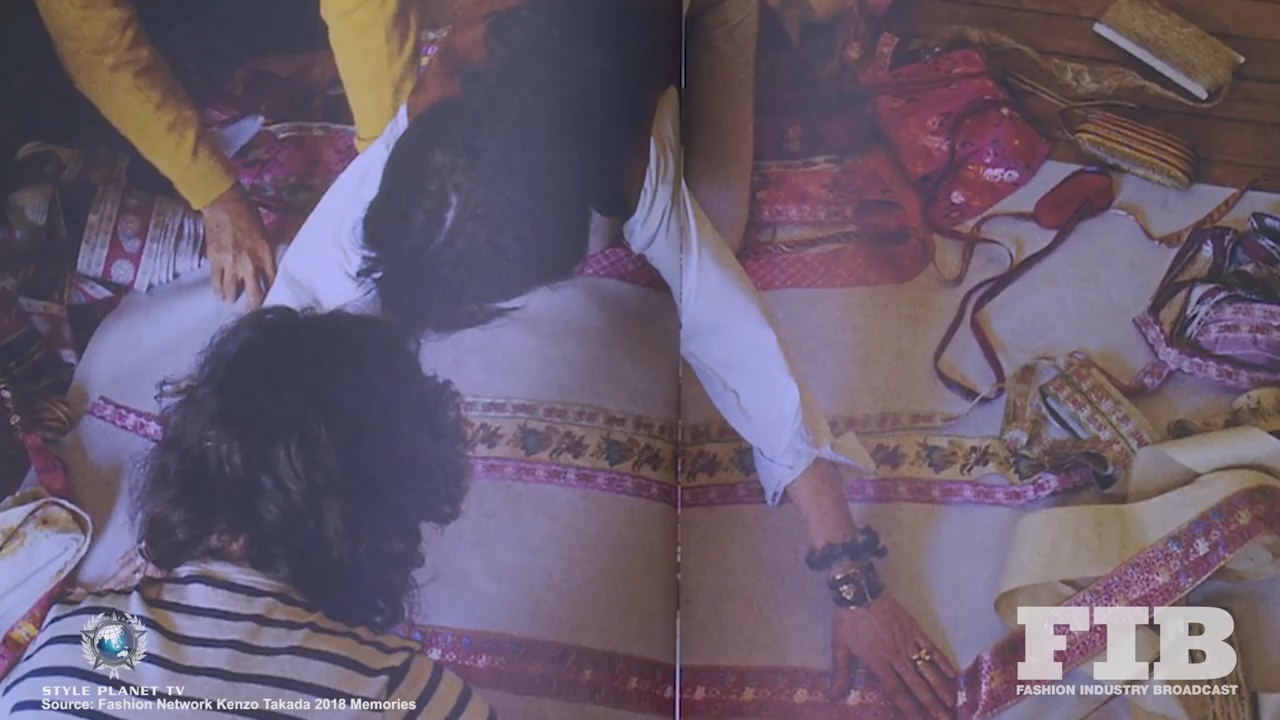 STYLE PLANET TV
Source: Fashion Network Kenzo Takada 2018 Memories
FIB
FASHION INDUSTRY BROADCAST